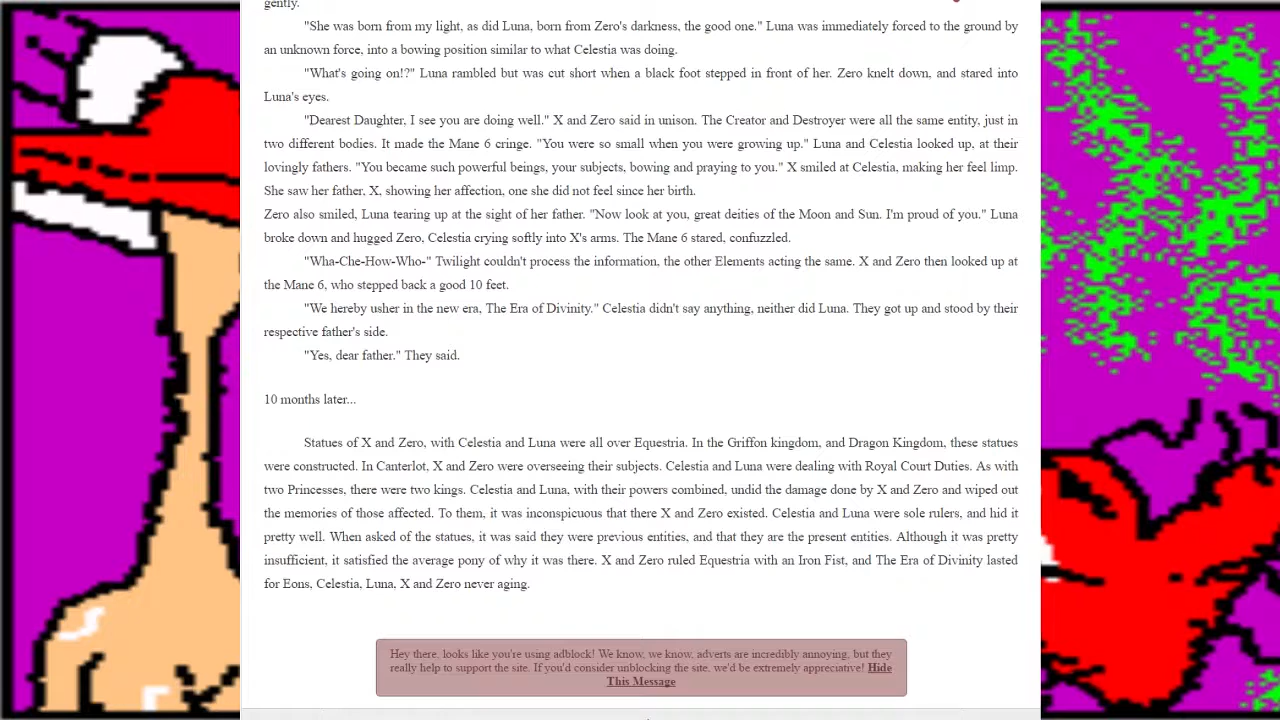 gently.
"She was born from my light, as did Luna, born from Zero's darkness, the good one." Luna was immediately forced to the ground by
an unknown force, into a bowing position similar to what Celestia was doing.
"What's going on!?" Luna rambled but was cut short when a black foot stepped in front of her. Zero knelt down, and stared into
Luna's eyes.
"Dearest Daughter, I see you are doing well." X and Zero said in unison. The Creator and Destroyer were all the same entity, just in
two different bodies. It made the Mane 6 cringe. "You were so small when you were growing up." Luna and Celestia looked up, at their
lovingly fathers. "You became such powerful beings, your subjects, bowing and praying to you." X smiled at Celestia, making her feel limp.
She saw her father, X, showing her affection, one she did not feel since her birth.
Zero also smiled, Luna tearing up at the sight of her father. "Now look at you, great deities of the Moon and Sun. I'm proud of you." Luna
broke down and hugged Zero, Celestia crying softly into X's arms. The Mane 6 stared, confuzzled.
"Wha-Che-How-Who-" Twilight couldn't process the information, the other Elements acting the same. X and Zero then looked up at
the Mane 6, who stepped back a good 10 feet.
"We hereby usher in the new era, The Era of Divinity." Celestia didn't say anything, neither did Luna. They got up and stood by their
respective father's side.
"Yes, dear father." They said.
10 months later...
Statues of X and Zero, with Celestia and Luna were all over Equestria. In the Griffon kingdom, and Dragon Kingdom, these statues
were constructed. In Canterlot, X and Zero were overseeing their subjects. Celestia and Luna were dealing with Royal Court Duties. As with
two Princesses, there were two kings. Celestia and Luna, with their powers combined, undid the damage done by X and Zero and wiped out
the memories of those affected. To them, it was inconspicuous that there X and Zero existed. Celestia and Luna were sole rulers, and hid it
pretty well. When asked of the statues, it was said they were previous entities, and that they are the present entities. Although it was pretty
insufficient, it satisfied the average pony of why it was there. X and Zero ruled Equestria with an Iron Fist, and The Era of Divinity lasted
for Eons, Celestia, Luna, X and Zero never aging.
Hey there, looks like you're using adblock! We know, we know, adverts are incredibly annoying, but they
really help to support the site. If you'd consider unblocking the site, we'd be extremely appreciative! Hide
This Message